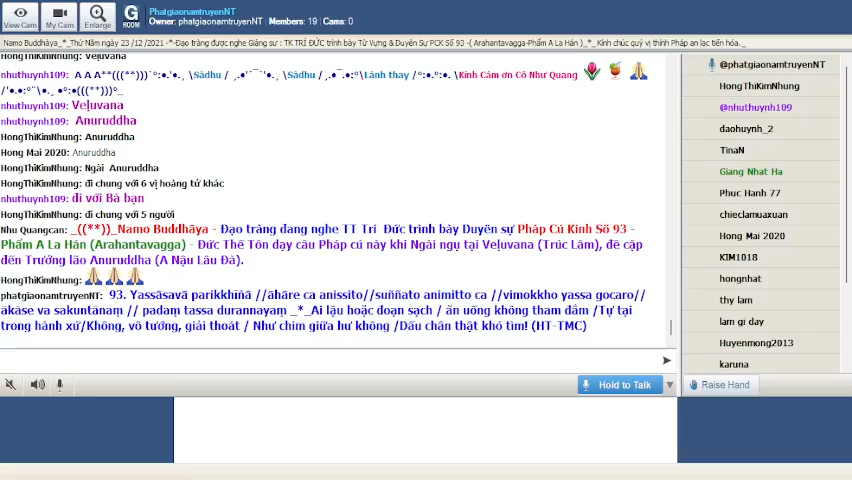 View Cam
My Cam
Enlarge
G
ROOM
PhatgiaonamtruyenNT
Owner: phatgiaonamtruyenNT | Members: 19 | Cams: 0
Namo Buddhàya_*_Thứ Năm ngày 23 /12 /2021 -*-Đạo tràng được nghe Giảng sư : TK TRÍ ĐỨC trình bày Từ Vựng & Duyên Sự PCK Số 93 -( Arahantavagga-Phẩm A La Hán )_*_ Kính chúc quý vị thính Pháp an lạc tiến hóa._
HongThiKimNhung: Veḷuvana
nhuthuynh109: Veḷuvana
nhuthuynh109: Anuruddha
HongThiKimNhung: Anuruddha
Hong Mai 2020: Anuruddha
HongThiKimNhung: Ngài Anuruddha
HongThiKimNhung: đi chung với 6 vị hoàng tử khác
nhuthuynh109: đi với Bà bạn
HongThiKimNhung: đi chung với 5 người
Nhu Quangcan: _((**))_Namo Buddhāya - Đạo tràng đang nghe TT Trí Đức trình bày Duyên sự Pháp Cú Kinh Số 93 -
Phẩm A La Hán (Arahantavagga) - Đức Thế Tôn dạy câu Pháp cú này khi Ngài ngụ tại Veḷuvana (Trúc Lâm), đề cập
đến Trưởng lão Anuruddha (A Nậu Lâu Đà).
HongThiKimNhung:
phatgiaonamtruyenNT: 93. Yassāsavā parikkhīṇā //āhāre ca anissito//suññato animitto ca //vimokkho yassa gocaro//
ākāse va sakuntānaṃ // padaṃ tassa durannayaṃ _*_Ai lậu hoặc đoạn sạch / ăn uống không tham đắm /Tự tại
trong hành xứ/Không, vô tướng, giải thoát / Như chim giữa hư không /Dấu chân thật khó tìm! (HT-TMC)
Hold to Talk
@phatgiaonamtruyenNT
HongThiKimNhung
@nhuthuynh109
daohuynh_2
TinaN
Giang Nhat Ha
Phuc Hanh 77
chieclamuaxuan
Hong Mai 2020
KIM1018
hongnhat
thy lam
lam gi day
Huyenmong2013
karuna
Raise Hand